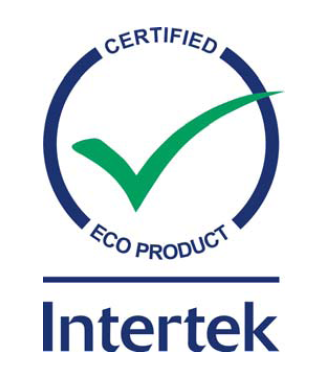 CERTIFIED
ECO PRODUCT
Intertek